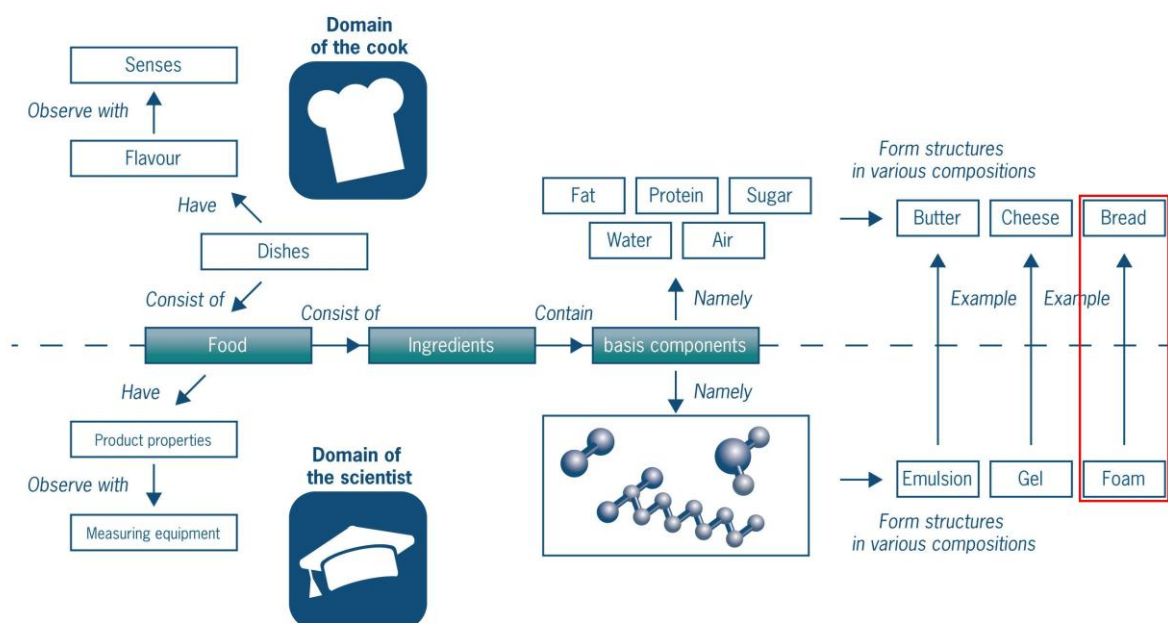 Domain
of the cook
Senses
Observe with
Flavour
Have
Dishes
Consist of
Food
Consist of
Ingredients
Contain
basis components
Namely
Fat
Protein
Sugar
Water
Air
Form structures
in various compositions
Butter
Cheese
Bread
Example
Example
Have
Product properties
Observe with
Measuring equipment
Domain of
the scientist
Namely
Emulsion
Gel
Foam
Form structures
in various compositions